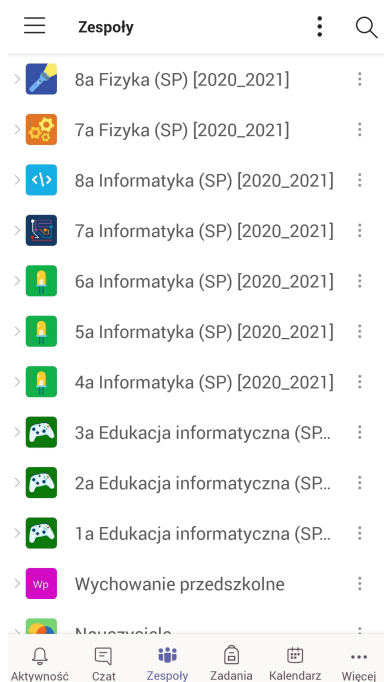 Zespoły
8a Fizyka (SP) [2020_2021]
7a Fizyka (SP) [2020_2021]
8a Informatyka (SP) [2020_2021]
7a Informatyka (SP) [2020_2021]
6a Informatyka (SP) [2020_2021]
5a Informatyka (SP) [2020_2021]
4a Informatyka (SP) [2020_2021]
3a Edukacja informatyczna (SP...
2a Edukacja informatyczna (SP...
1a Edukacja informatyczna (SP...
Wp Wychowanie przedszkolne
Nauczyciele
Aktywność Czat Zespoły Zadania Kalendarz Więcej